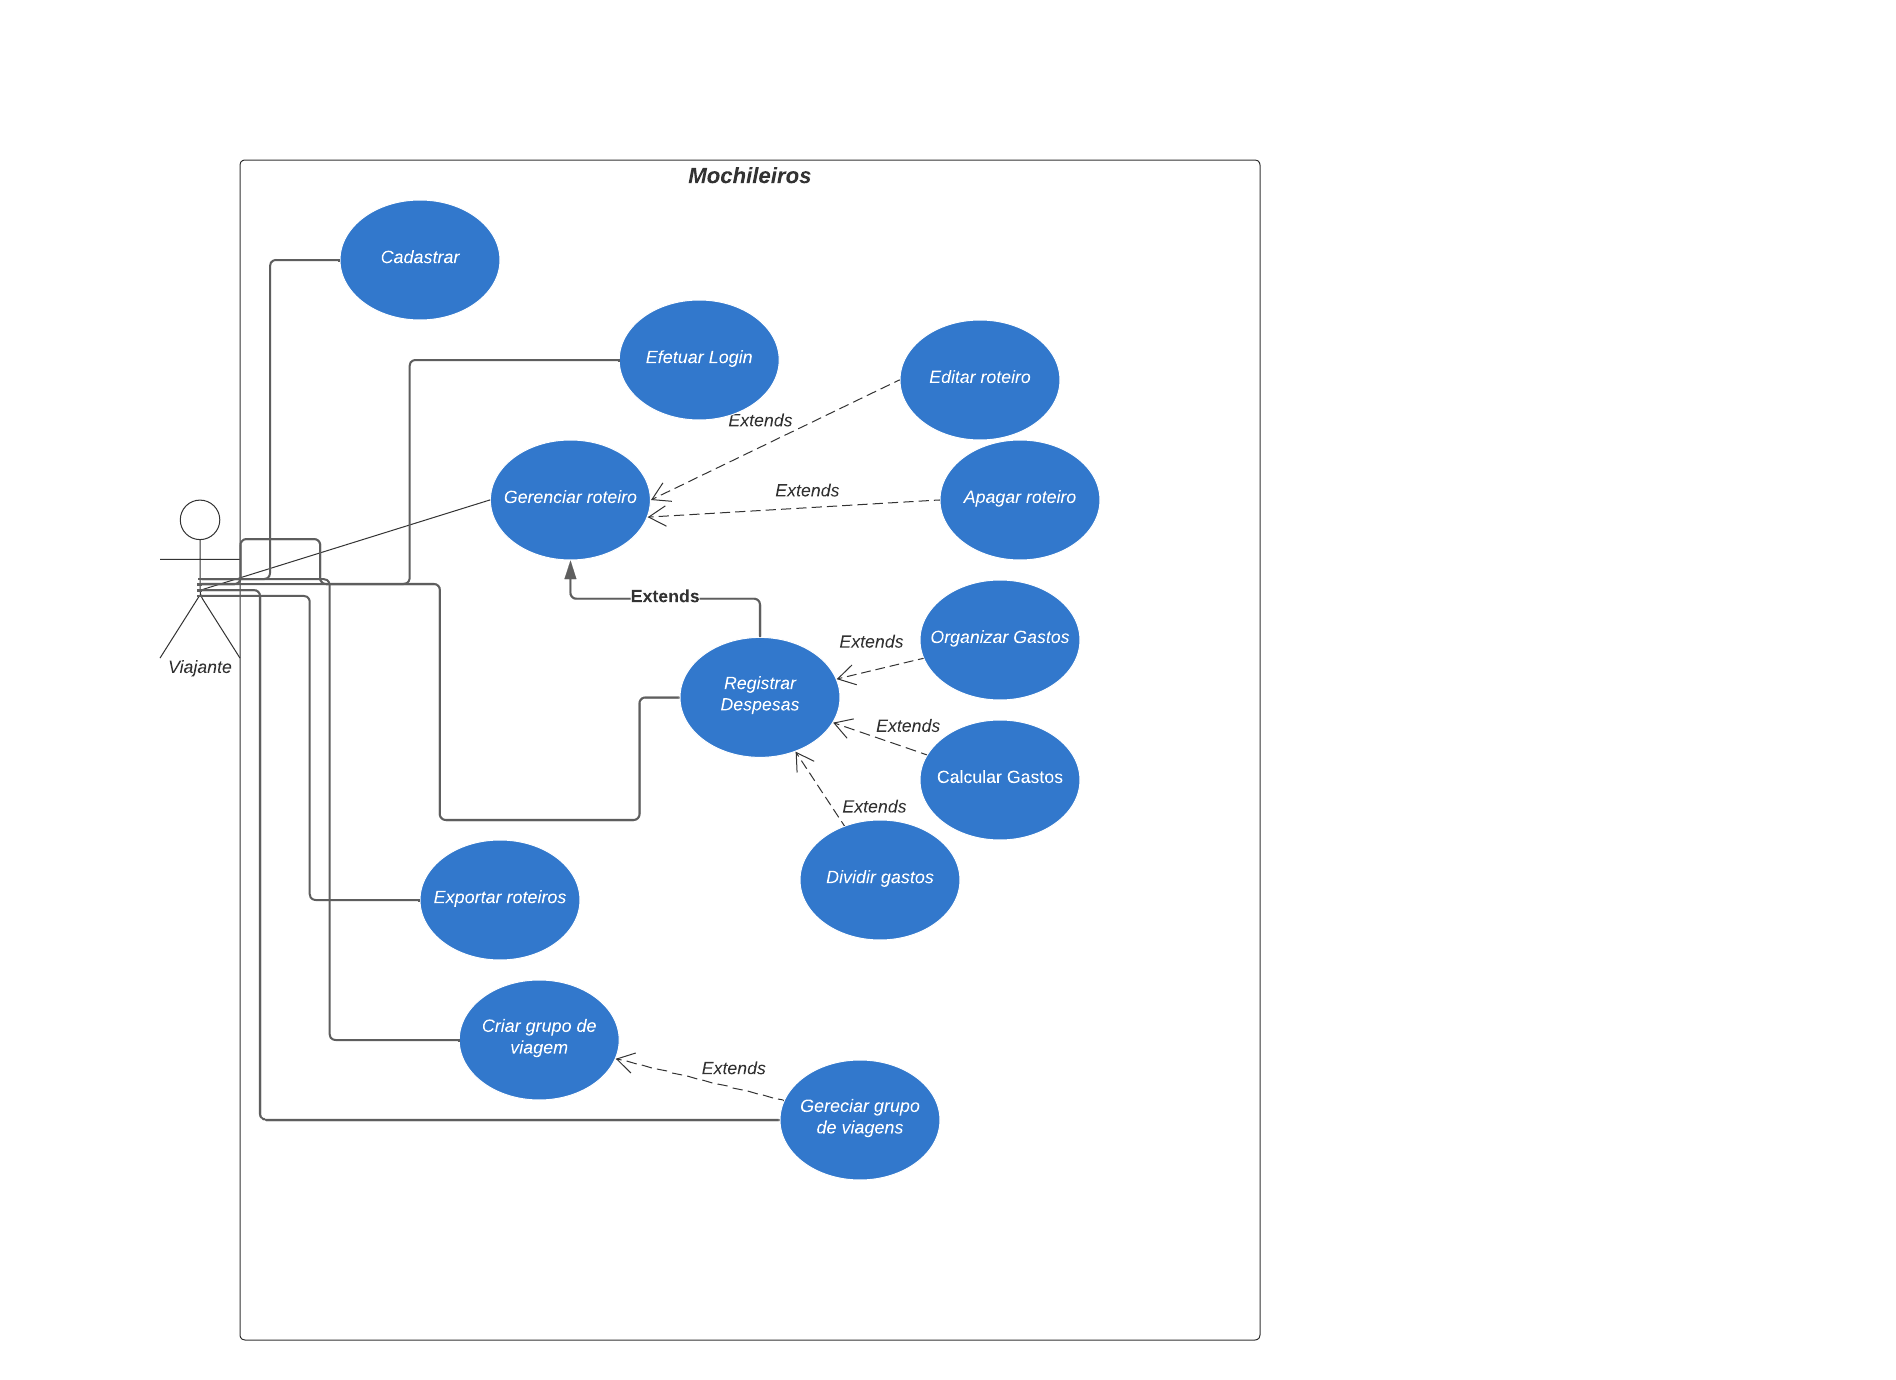 Mochileiros
Cadastrar
Efetuar Login
Editar roteiro
Extends
Gerenciar roteiro
Extends
Apagar roteiro
Extends
Viajante
Organizar Gastos
Extends
Registrar
Despesas
Extends
Calcular Gastos
Extends
Dividir gastos
Exportar roteiros
Criar grupo de
viagem
Extends
Gereciar grupo
de viagens